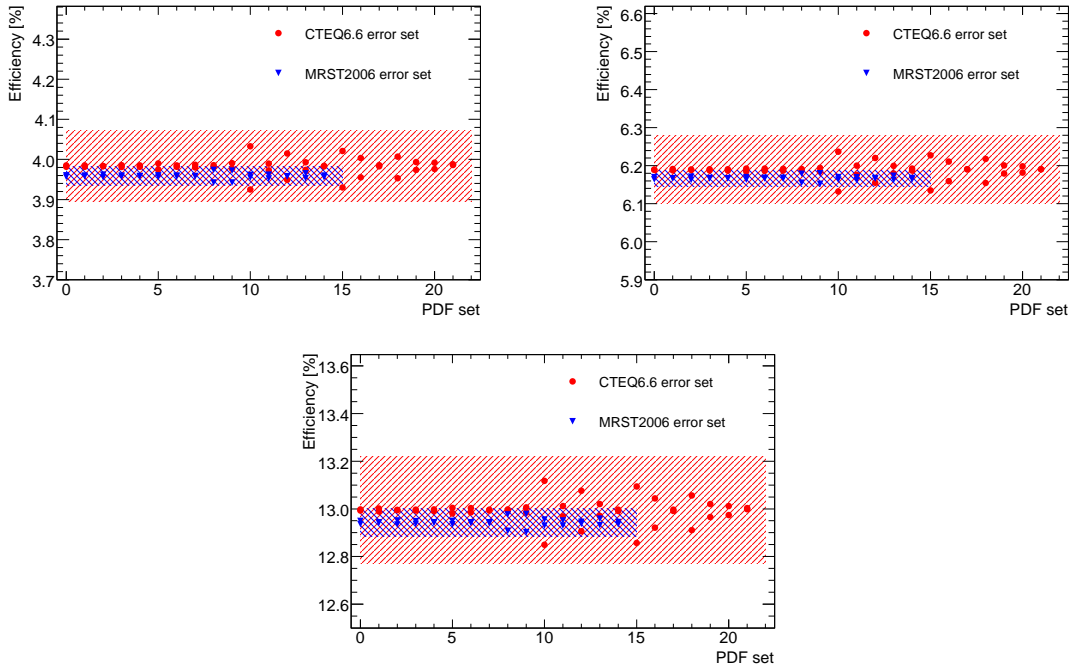 Efficiency [%]
4.3
4.2
4.1
4.0
3.9
3.8
3.7
CTEQ6.6 error set
MRST2006 error set
0 5 10 15 20
PDF set
Efficiency [%]
6.6
6.4
6.3
6.2
6.1
6.0
5.9
CTEQ6.6 error set
MRST2006 error set
0 5 10 15 20
PDF set
Efficiency [%]
13.6
13.4
13.2
13.0
12.8
12.6
CTEQ6.6 error set
MRST2006 error set
0 5 10 15 20
PDF set